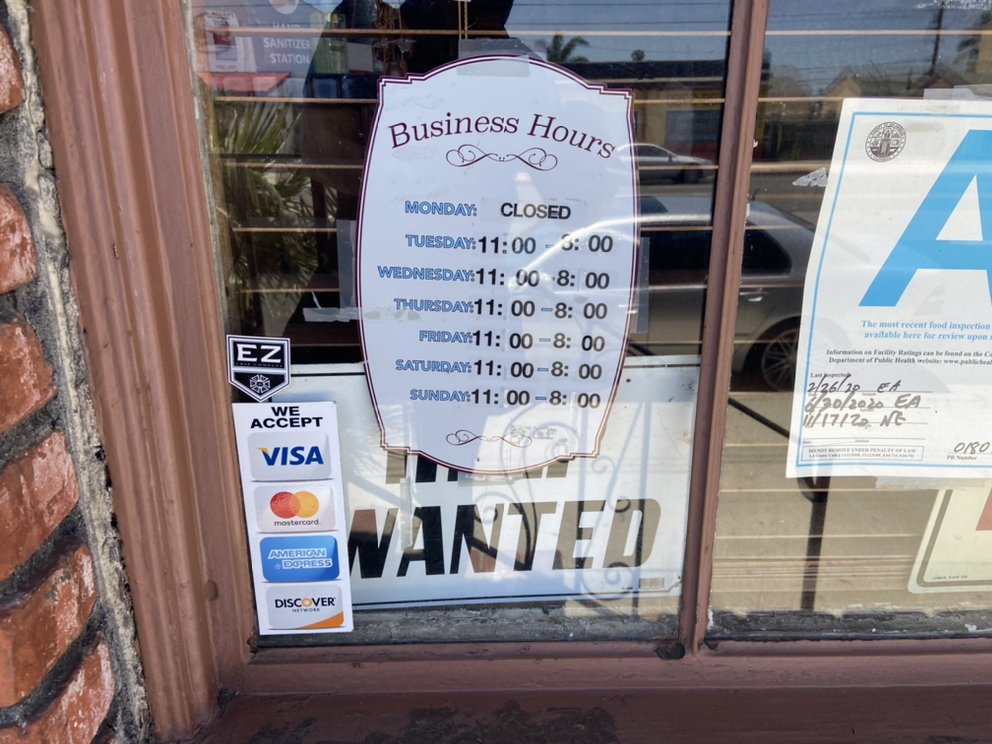 HAND
SANITIZER
STATION
Business Hours
MONDAY: CLOSED
TUESDAY: 11:00 - 8:00
WEDNESDAY: 11:00 - 8:00
THURSDAY: 11:00 - 8:00
FRIDAY: 11:00 - 8:00
SATURDAY: 11:00 - 8:00
SUNDAY: 11:00 - 8:00
EZ
WE
ACCEPT
VISA
mastercard
AMERICAN
EXPRESS
DISCOVER
NETWORK
WANTED
A
The most recent food inspection
available here for review upon
Information on Facility Ratings can be found on the
Department of Public Health website:
Last inspected:
2/26/20 EA
6/30/2020 EA
11/17/20 NE
DO NOT REMOVE UNDER PENALTY OF LAW
0180
PR Number